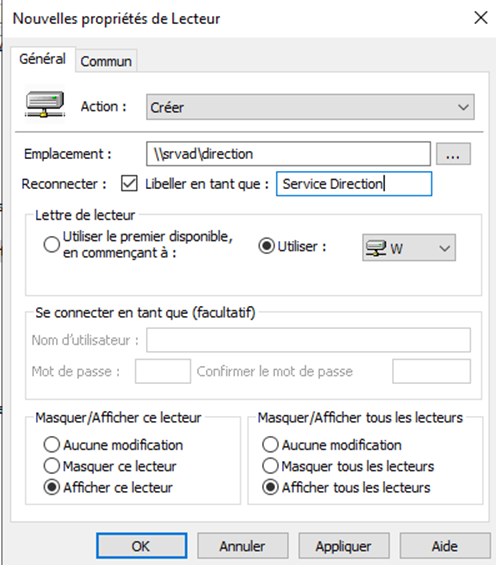 Nouvelles propriétés de Lecteur
Général
Commun
Action :
Créer
Emplacement :
\\srvad\direction
...
Reconnecter :
Libeller en tant que :
Service Direction
Lettre de lecteur
Utiliser le premier disponible,
en commençant à :
Utiliser :
W
Se connecter en tant que (facultatif)
Nom d'utilisateur :
Mot de passe :
Confirmer le mot de passe
Masquer/Afficher ce lecteur
Aucune modification
Masquer ce lecteur
Afficher ce lecteur
Masquer/Afficher tous les lecteurs
Aucune modification
Masquer tous les lecteurs
Afficher tous les lecteurs
OK
Annuler
Appliquer
Aide